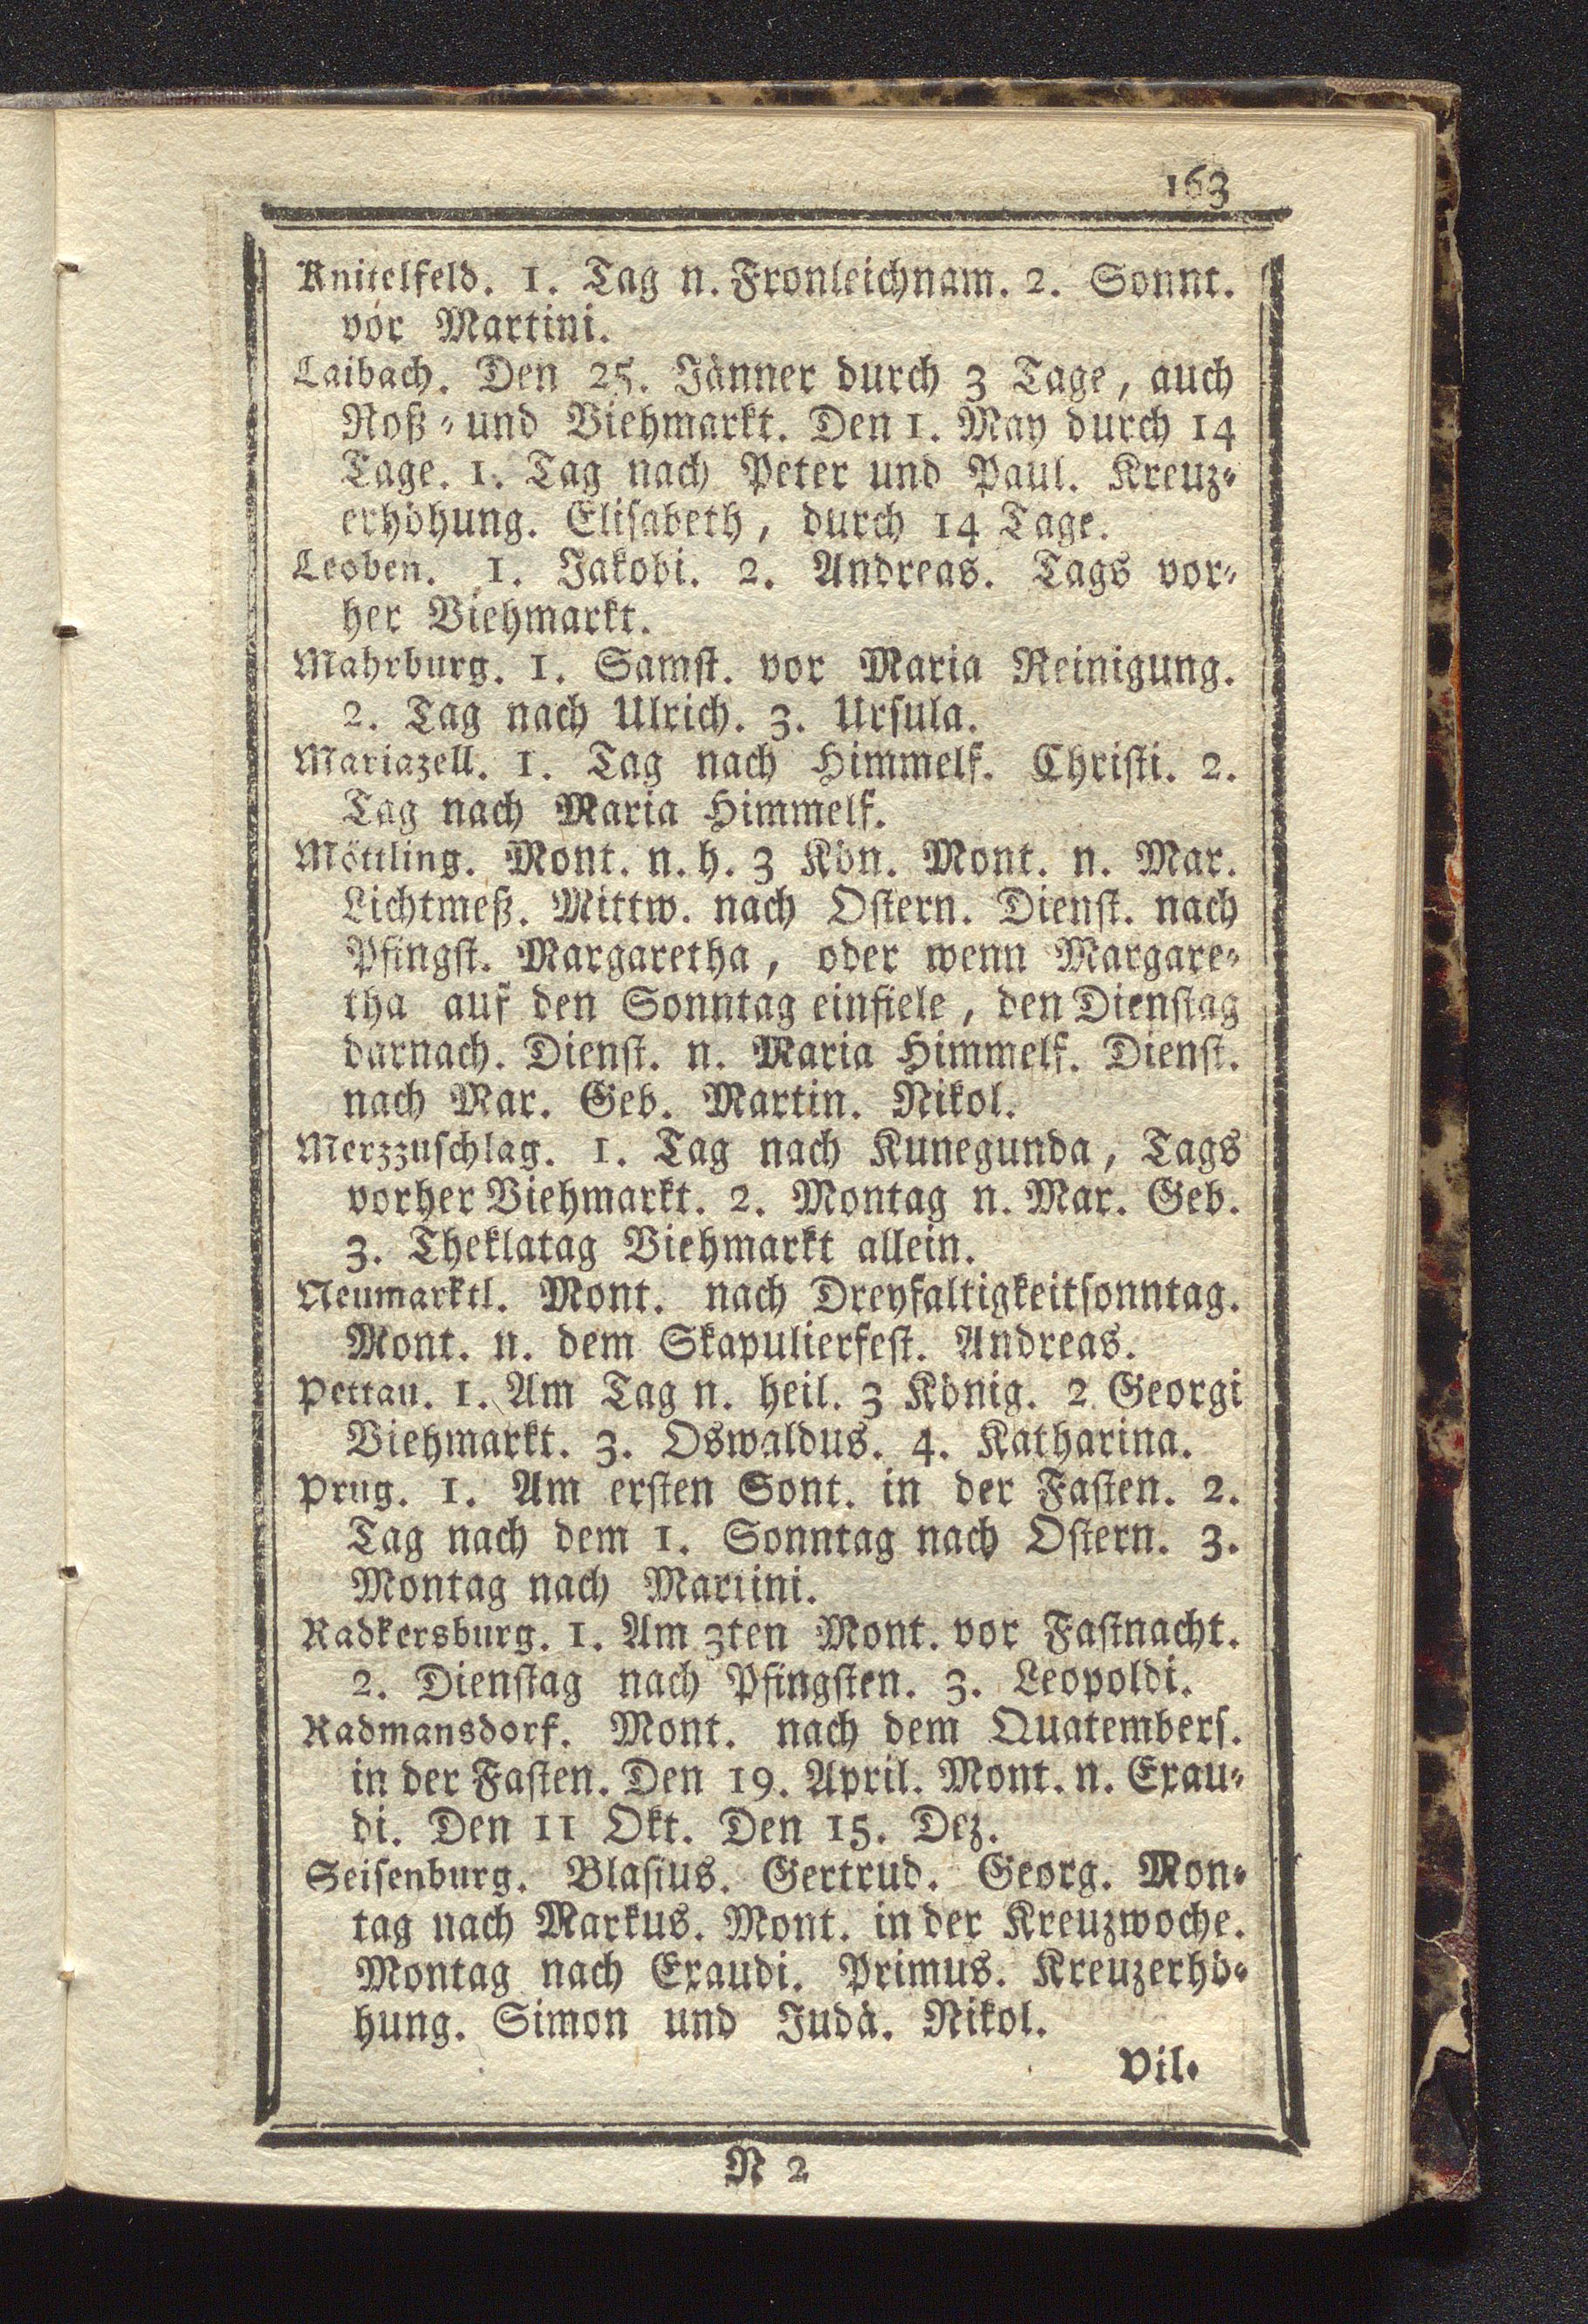 163
Knitelfeld. 1. Tag n. Fronleichnam. 2. Sonnt.
vor Martini.
Laibach. Den 25. Jänner durch 3 Tage, auch
Roß- und Viehmarkt. Den 1. May durch 14
Tage. 1. Tag nach Peter und Paul. Kreuz-
erhöhung. Elisabeth, durch 14 Tage.
Leoben. 1. Jakobi. 2. Andreas. Tags vor-
her Viehmarkt.
Mahrburg. 1. Samst. vor Maria Reinigung.
2. Tag nach Ulrich. 3. Ursula.
Mariazell. 1. Tag nach Himmelf. Christi. 2.
Tag nach Maria Himmelf.
Möttling. Mont. n. h. 3 Kön. Mont. n. Mar.
Lichtmeß. Mittw. nach Ostern. Dienst. nach
Pfingst. Margaretha, oder wenn Margare-
tha auf den Sonntag einfiele, den Dienstag
darnach. Dienst. n. Maria Himmelf. Dienst.
nach Mar. Geb. Martin. Nikol.
Merzzuschlag. 1. Tag nach Kunegunda, Tags
vorher Viehmarkt. 2. Montag n. Mar. Geb.
3. Theklatag Viehmarkt allein.
Neumarktl. Mont. nach Dreyfaltigkeitsonntag.
Mont. n. dem Skapulierfest. Andreas.
Pettau. 1. Am Tag n. heil. 3 König. 2 Georgi
Viehmarkt. 3. Oswaldus. 4. Katharina.
Prug. 1. Am ersten Sont. in der Fasten. 2.
Tag nach dem 1. Sonntag nach Ostern. 3.
Montag nach Martini.
Radkersburg. 1. Am 3ten Mont. vor Fastnacht.
2. Dienstag nach Pfingsten. 3. Leopoldi.
Radmansdorf. Mont. nach dem Quatembers.
in der Fasten. Den 19. April. Mont. n. Exau-
di. Den 11 Okt. Den 15. Dez.
Seisenburg. Blasius. Gertrud. Georg. Mon-
tag nach Markus. Mont. in der Kreuzwoche.
Montag nach Exaudi. Primus. Kreuzerhö-
hung. Simon und Judä. Nikol.
Vil-
N 2